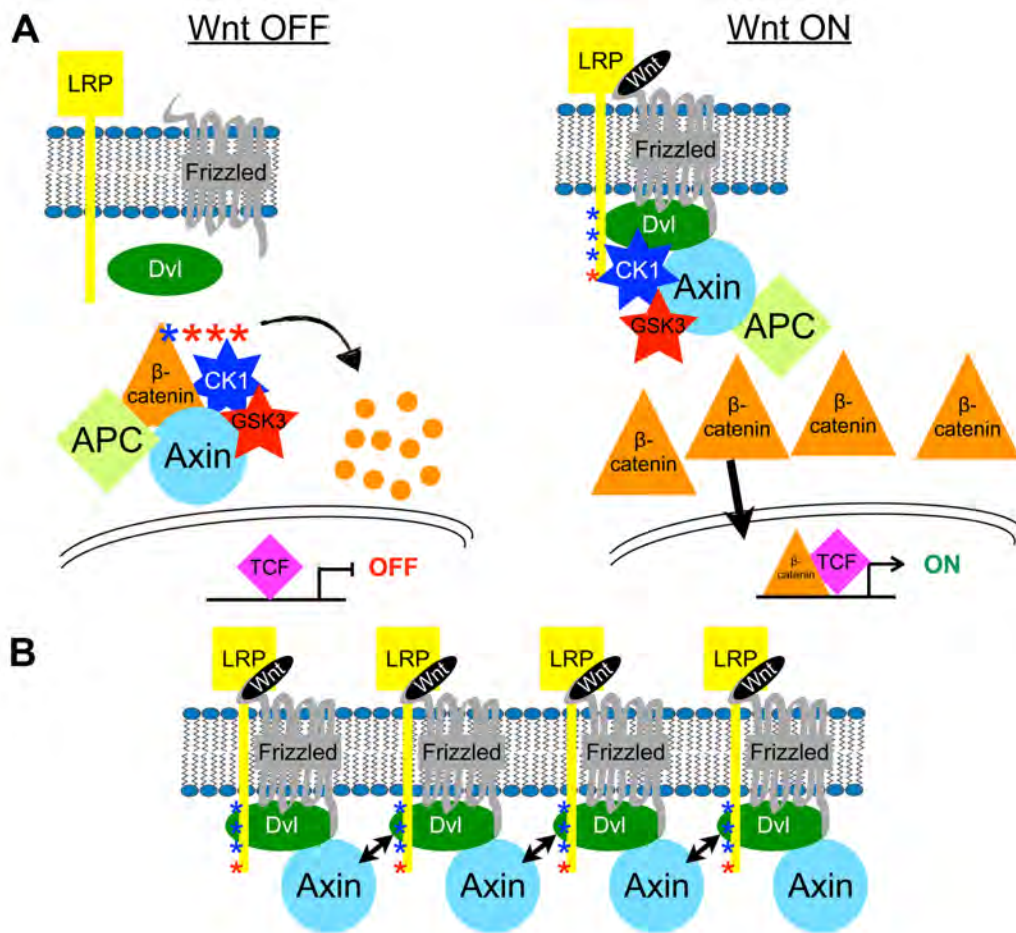 A
Wnt OFF
Wnt ON
LRP
Frizzled
Dvl
* * * *
β-
catenin
CK1
GSK3
APC
Axin
TCF
OFF
LRP
Wnt
Frizzled
Dvl
*
*
*
*
CK1
Axin
GSK3
APC
β-
catenin
β-
catenin
β-
catenin
β-
catenin
β-
catenin
TCF
ON
B
LRP
Wnt
LRP
Wnt
LRP
Wnt
LRP
Wnt
Frizzled
Frizzled
Frizzled
Frizzled
*
*
*
*
Dvl
*
*
*
*
Dvl
*
*
*
*
Dvl
*
*
*
*
Dvl
Axin
Axin
Axin
Axin